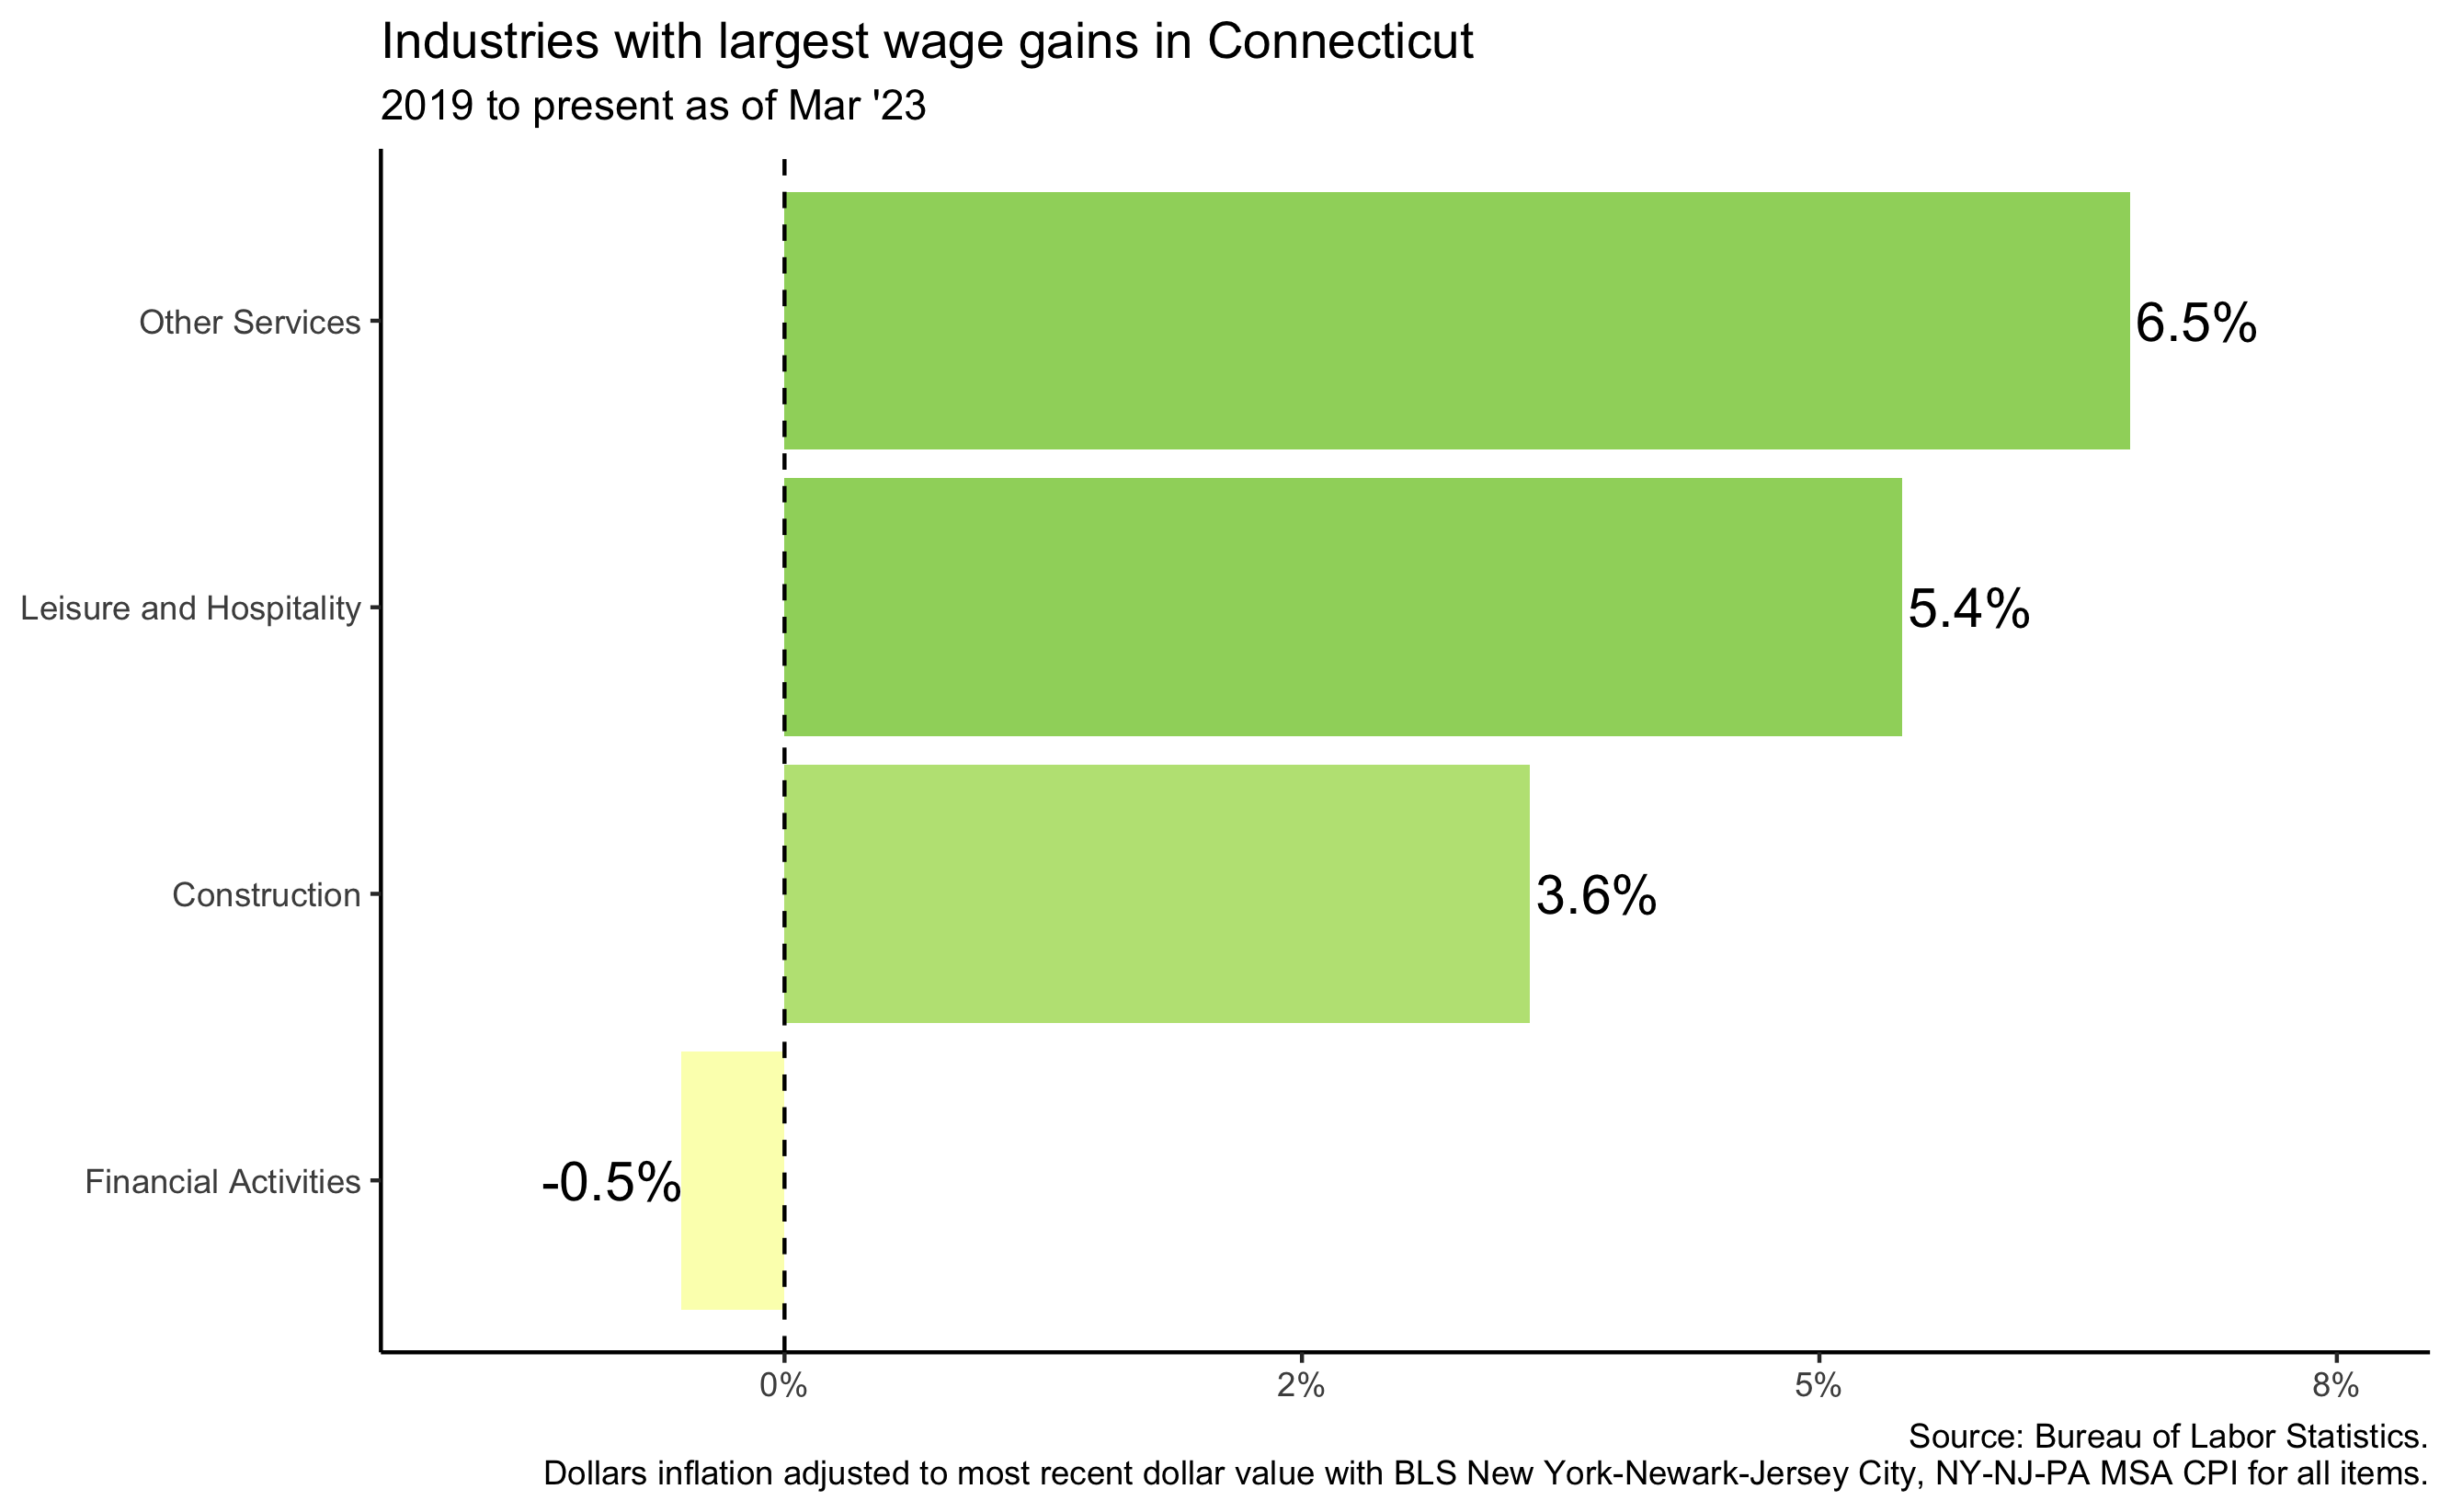 Industries with largest wage gains in Connecticut
2019 to present as of Mar '23
Other Services
6.5%
Leisure and Hospitality
5.4%
Construction
3.6%
Financial Activities
-0.5%
0%
2%
5%
8%
Source: Bureau of Labor Statistics.
Dollars inflation adjusted to most recent dollar value with BLS New York-Newark-Jersey City, NY-NJ-PA MSA CPI for all items.